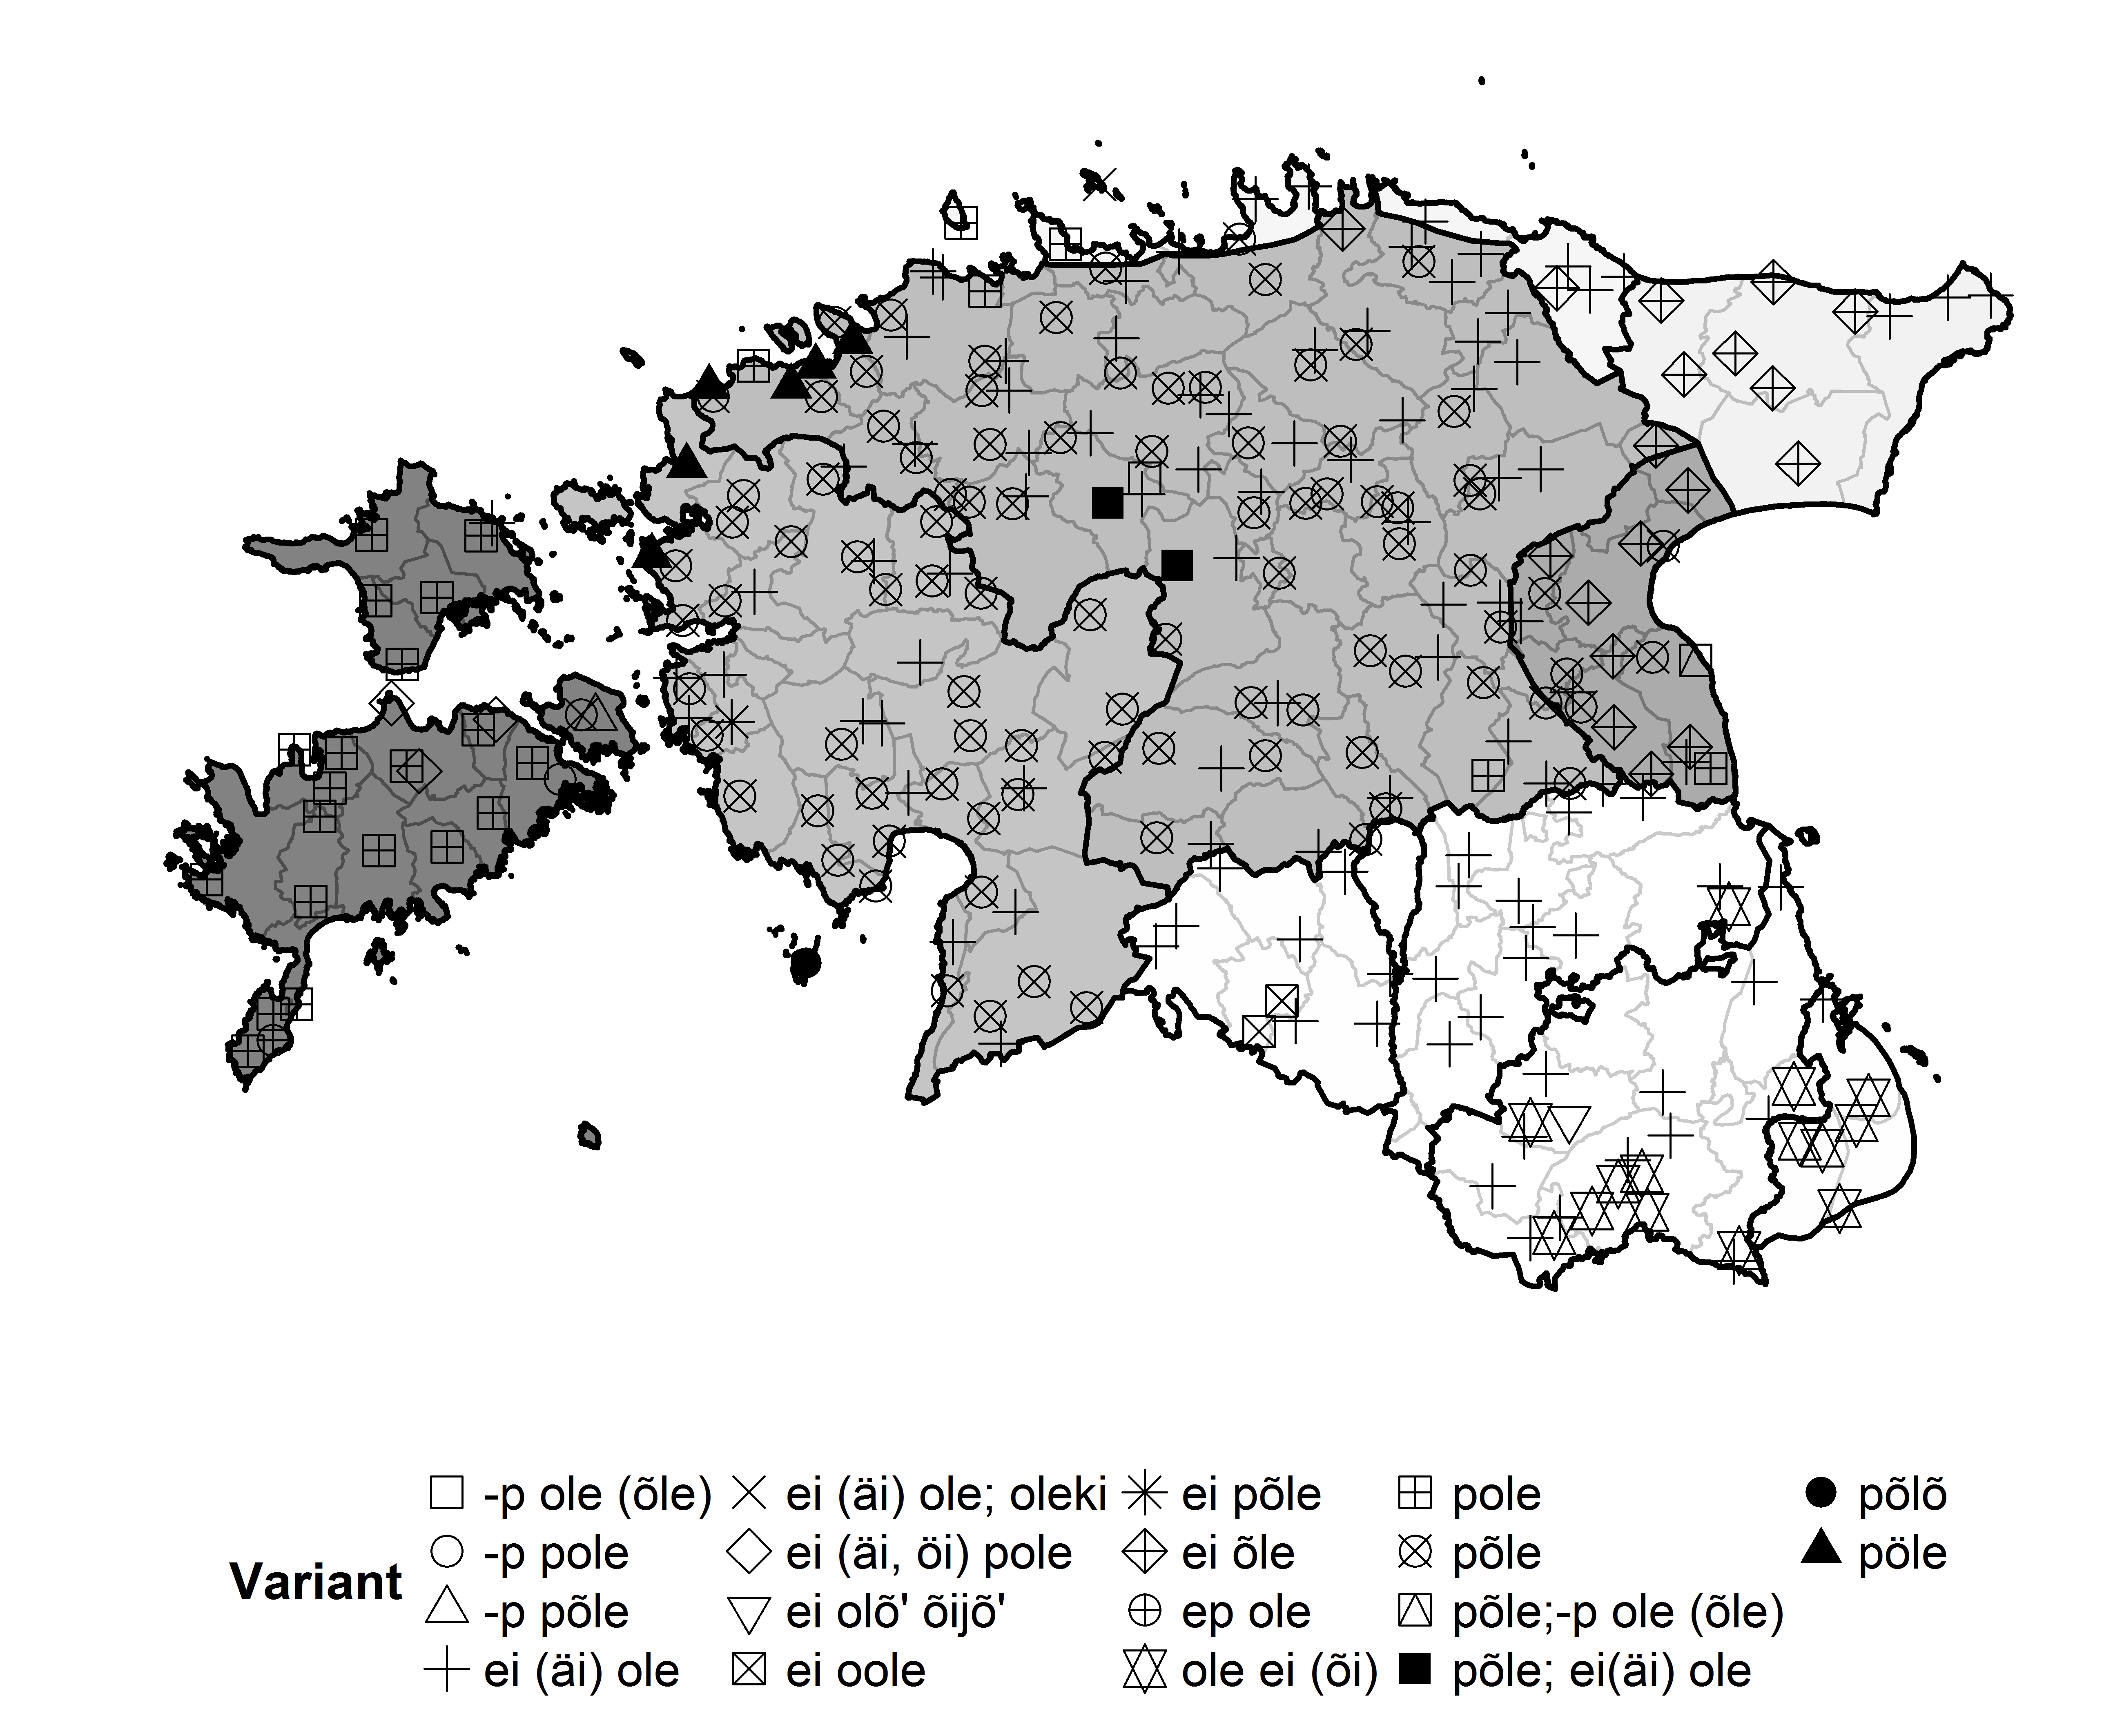 -p ole (õle) ei (äi) ole; oleki ei põle pole põlõ
-p pole ei (äi, öi) pole ei õle põle pöle
Variant
-p põle ei olõ' õijõ' ep ole põle;-p ole (õle)
ei (äi) ole ei oole ole ei (õi) põle; ei(äi) ole